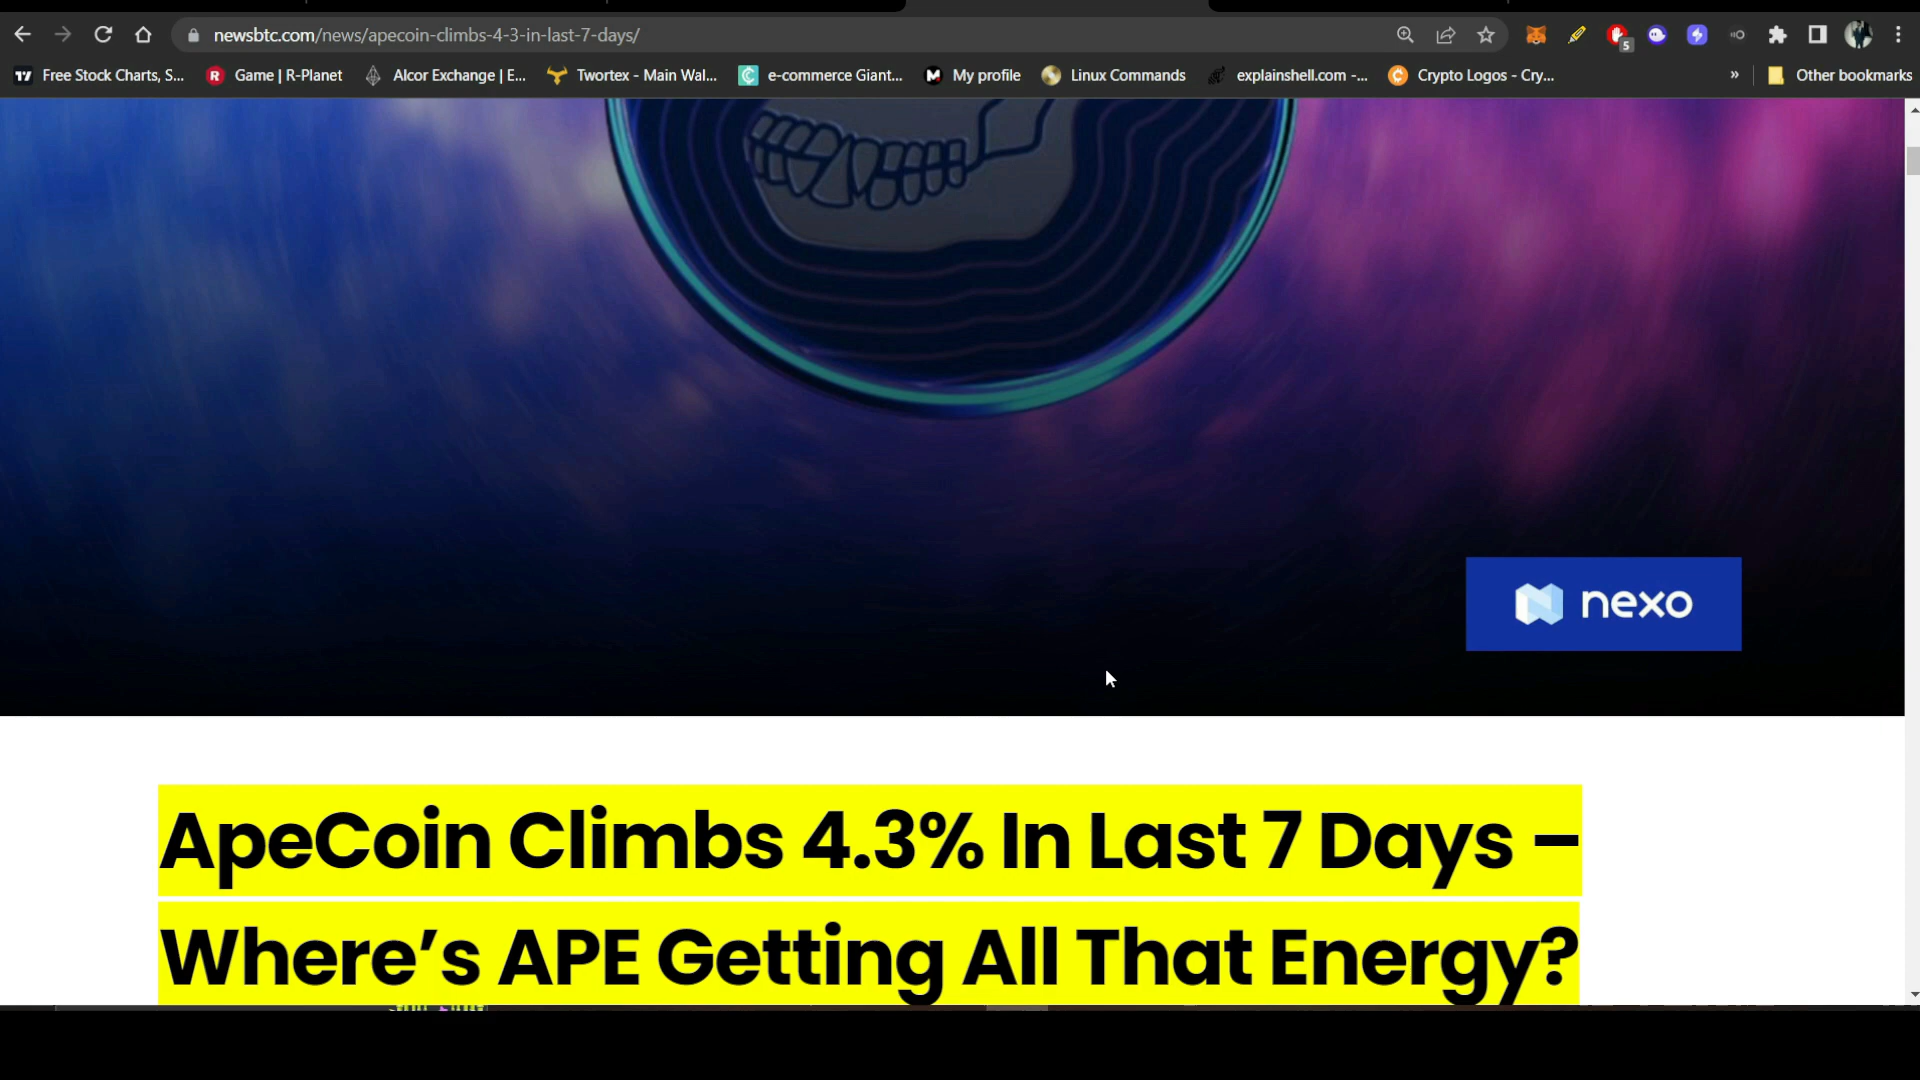 newsbtc.com/news/apecoin-climbs-4-3-in-last-7-days/
5
Free Stock Charts, S...
Game | R-Planet
Alcor Exchange | E...
Twortex - Main Wal...
e-commerce Giant...
My profile
Linux Commands
explainshell.com -...
Crypto Logos - Cry...
»
Other bookmarks
nexo
ApeCoin Climbs 4.3% In Last 7 Days –
Where’s APE Getting All That Energy?